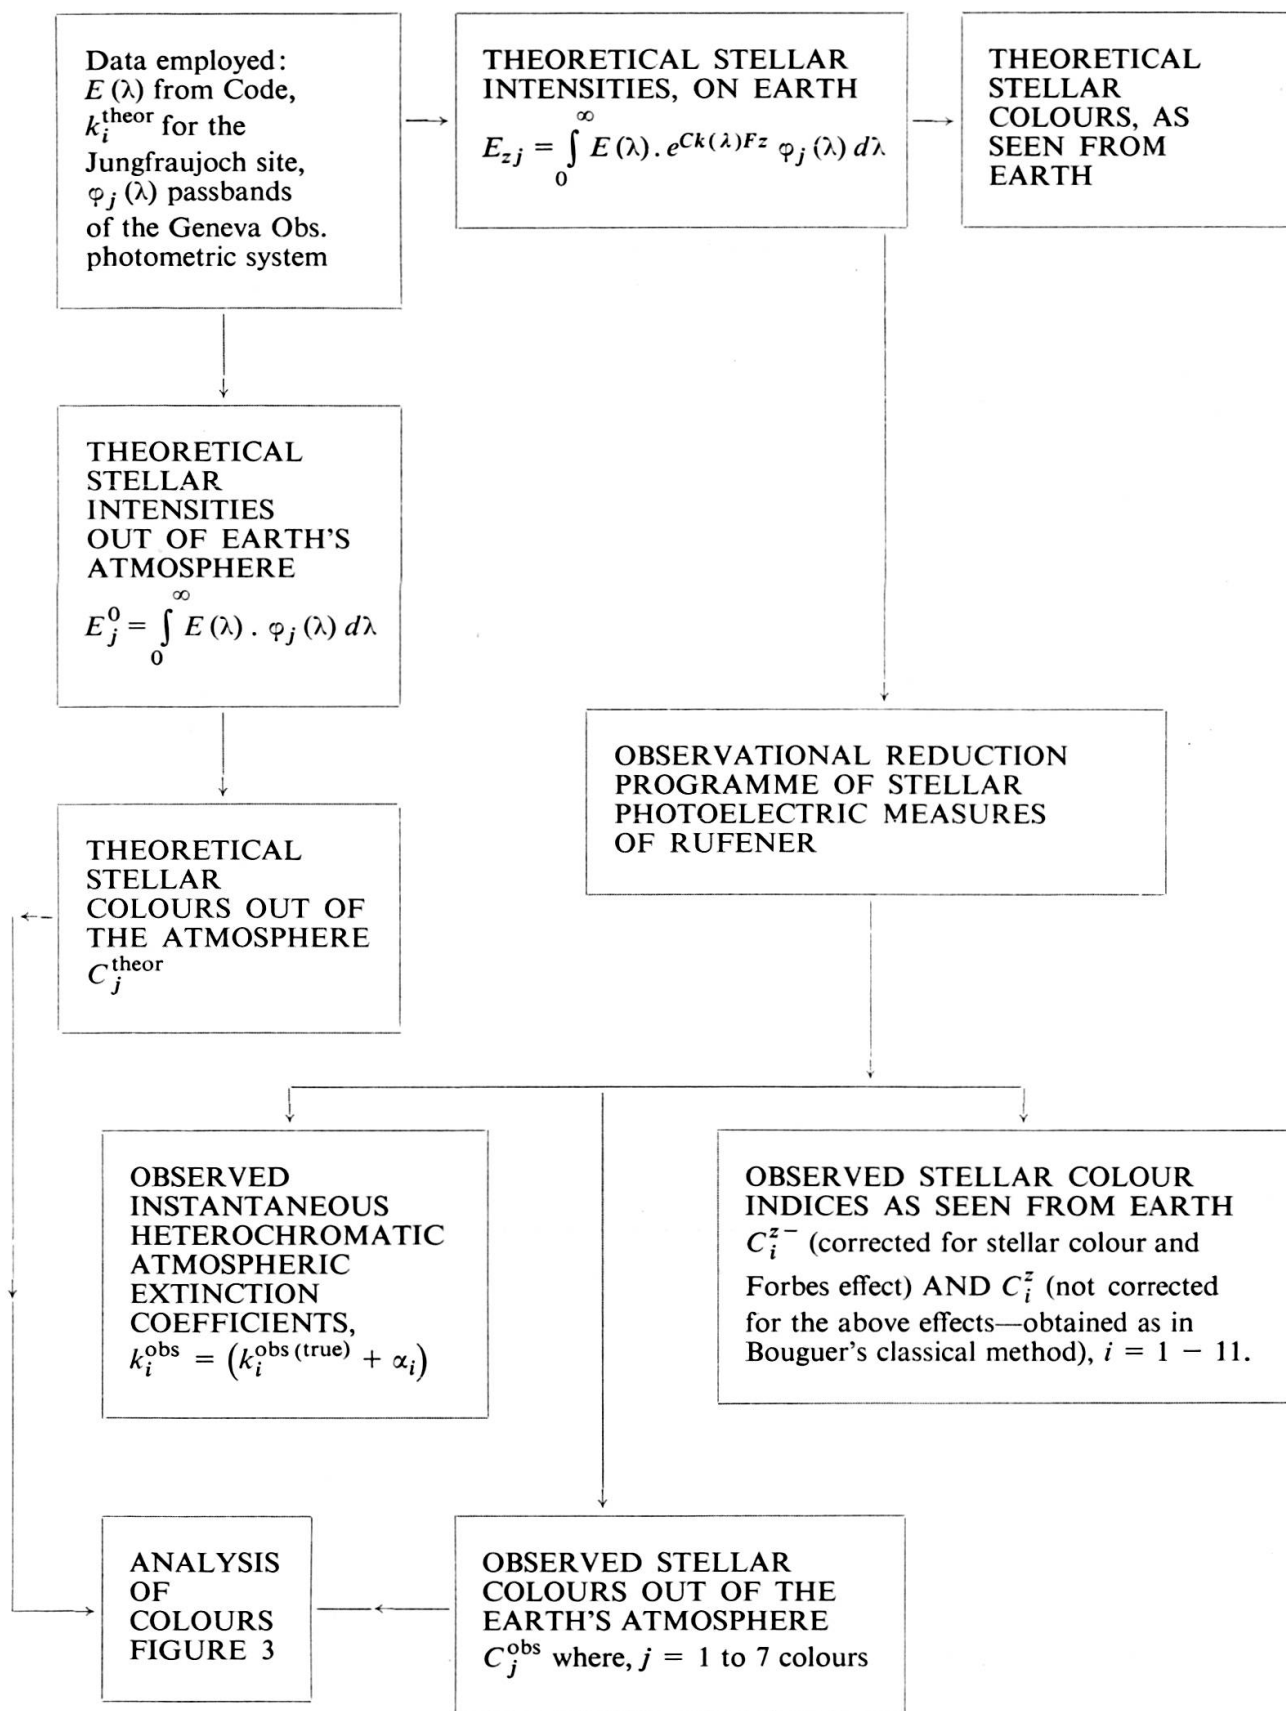 Data employed:
E (λ) from Code,
k_i^theor for the
Jungfraujoch site,
φ_j (λ) passbands
of the Geneva Obs.
photometric system
THEORETICAL STELLAR
INTENSITIES, ON EARTH
E_zj = ∫_0^∞ E (λ) . e^{Ck(λ)Fz} φ_j (λ) dλ
THEORETICAL
STELLAR
COLOURS, AS
SEEN FROM
EARTH
THEORETICAL
STELLAR
INTENSITIES
OUT OF EARTH'S
ATMOSPHERE
E_j^0 = ∫_0^∞ E (λ) . φ_j (λ) dλ
OBSERVATIONAL REDUCTION
PROGRAMME OF STELLAR
PHOTOELECTRIC MEASURES
OF RUFENER
THEORETICAL
STELLAR
COLOURS OUT OF
THE ATMOSPHERE
C_j^theor
OBSERVED
INSTANTANEOUS
HETEROCHROMATIC
ATMOSPHERIC
EXTINCTION
COEFFICIENTS,
k_i^obs = (k_i^obs (true) + α_i)
OBSERVED STELLAR COLOUR
INDICES AS SEEN FROM EARTH
C_i^{z−} (corrected for stellar colour and
Forbes effect) AND C_i^z (not corrected
for the above effects—obtained as in
Bouguer's classical method), i = 1 − 11.
ANALYSIS
OF
COLOURS
FIGURE 3
OBSERVED STELLAR
COLOURS OUT OF THE
EARTH'S ATMOSPHERE
C_j^obs where, j = 1 to 7 colours